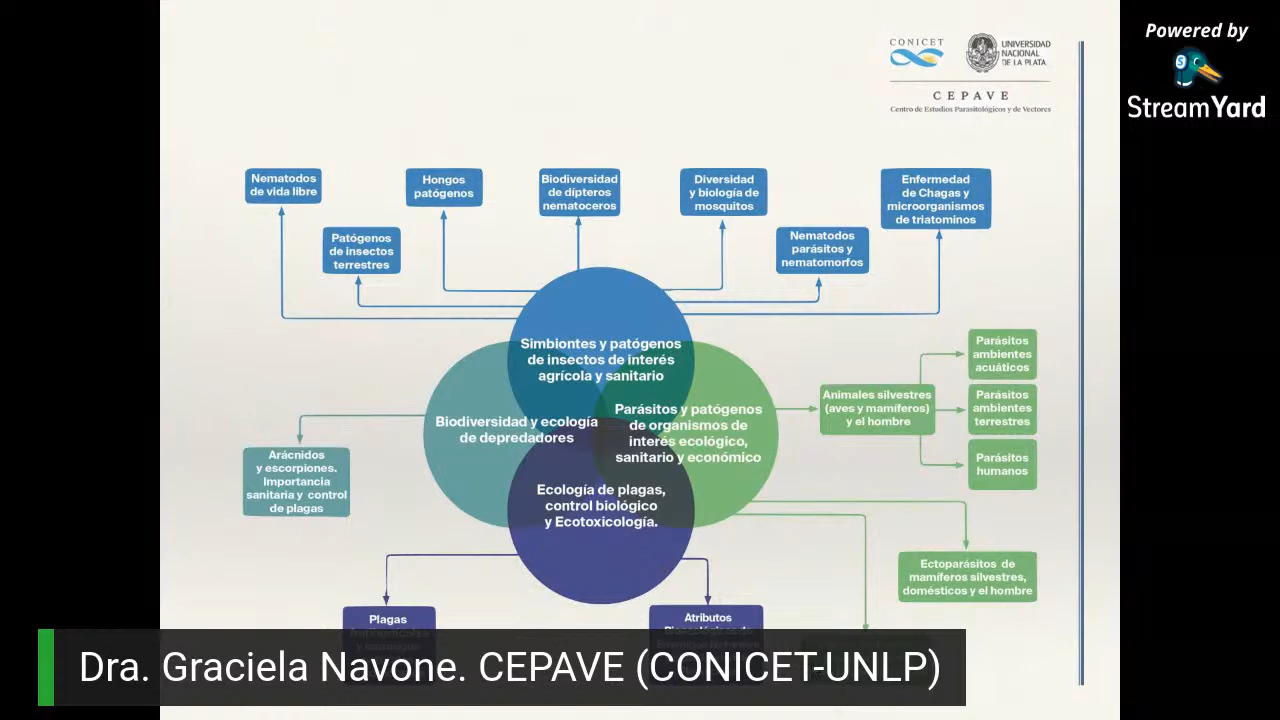 CONICET
UNIVERSIDAD
NACIONAL
DE LA PLATA
CEPAVE
Centro de Estudios Parasitológicos y de Vectores
Powered by
StreamYard
Nematodos
de vida libre
Hongos
patógenos
Biodiversidad
de dípteros
nematoceros
Diversidad
y biología de
mosquitos
Enfermedad
de Chagas y
microorganismos
de triatominos
Patógenos
de insectos
terrestres
Nematodos
parásitos y
nematomorfos
Simbiontes y patógenos
de insectos de interés
agrícola y sanitario
Biodiversidad y ecología
de depredadores
Parásitos y patógenos
de organismos de
interés ecológico,
sanitario y económico
Ecología de plagas,
control biológico
y Ecotoxicología.
Animales silvestres
(aves y mamíferos)
y el hombre
Parásitos
ambientes
acuáticos
Parásitos
ambientes
terrestres
Parásitos
humanos
Arácnidos
y escorpiones.
Importancia
sanitaria y control
de plagas
Ectoparásitos de
mamíferos silvestres,
domésticos y el hombre
Plagas
Atributos
Dra. Graciela Navone. CEPAVE (CONICET-UNLP)